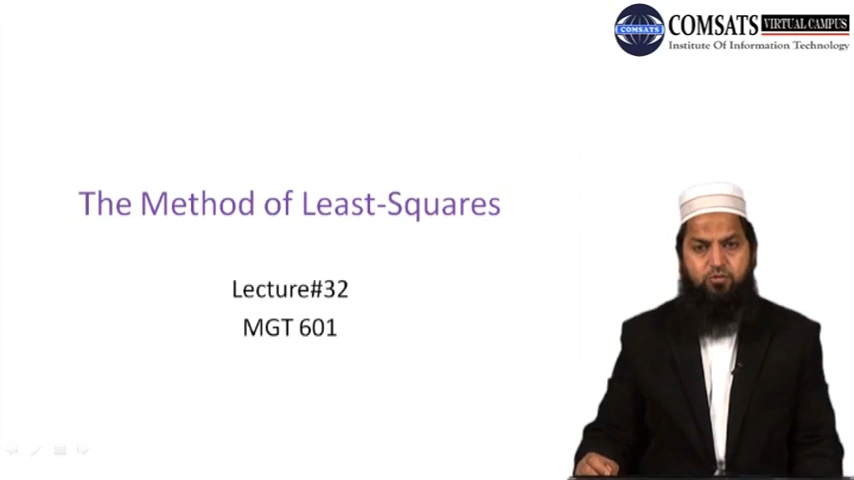 COMSATS
COMSATS VIRTUAL CAMPUS
Institute Of Information Technology
The Method of Least-Squares
Lecture#32
MGT 601